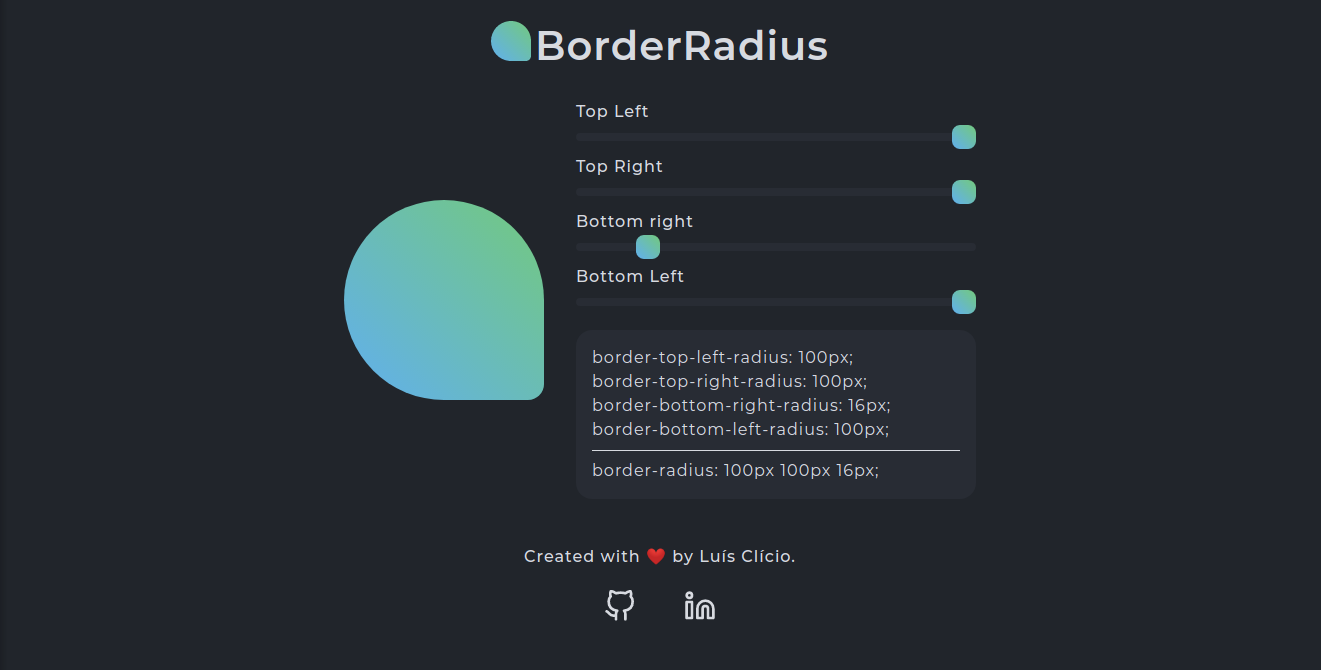 BorderRadius
Top Left
Top Right
Bottom right
Bottom Left
border-top-left-radius: 100px;
border-top-right-radius: 100px;
border-bottom-right-radius: 16px;
border-bottom-left-radius: 100px;
border-radius: 100px 100px 16px;
Created with ❤️ by Luís Clício.